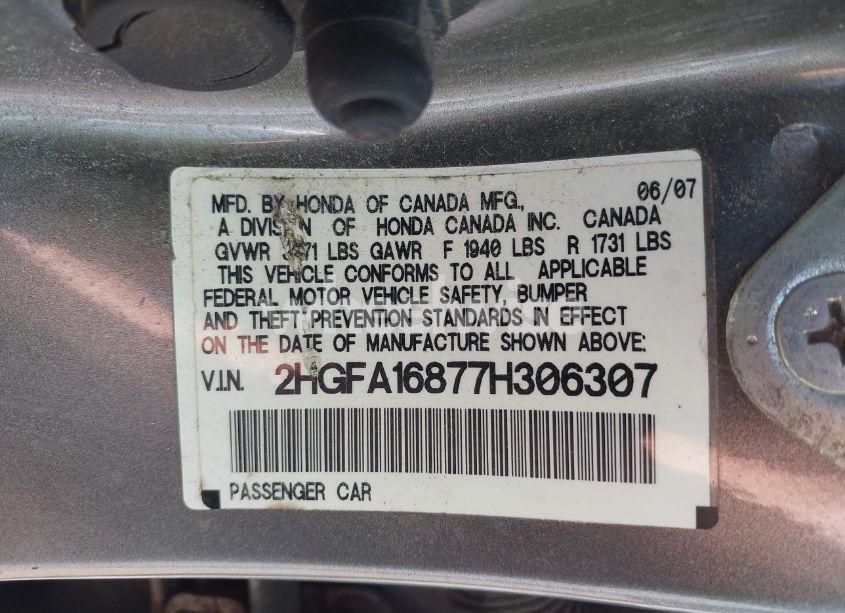 MFD. BY HONDA OF CANADA MFG., 06/07
A DIVISION OF HONDA CANADA INC. CANADA
GVWR LBS GAWR F 1940 LBS R 1731 LBS
THIS VEHICLE CONFORMS TO ALL APPLICABLE
FEDERAL MOTOR VEHICLE SAFETY, BUMPER
AND THEFT PREVENTION STANDARDS IN EFFECT
ON THE DATE OF MANUFACTURE SHOWN ABOVE:
V.I.N. 2HGFA16877H306307
PASSENGER CAR